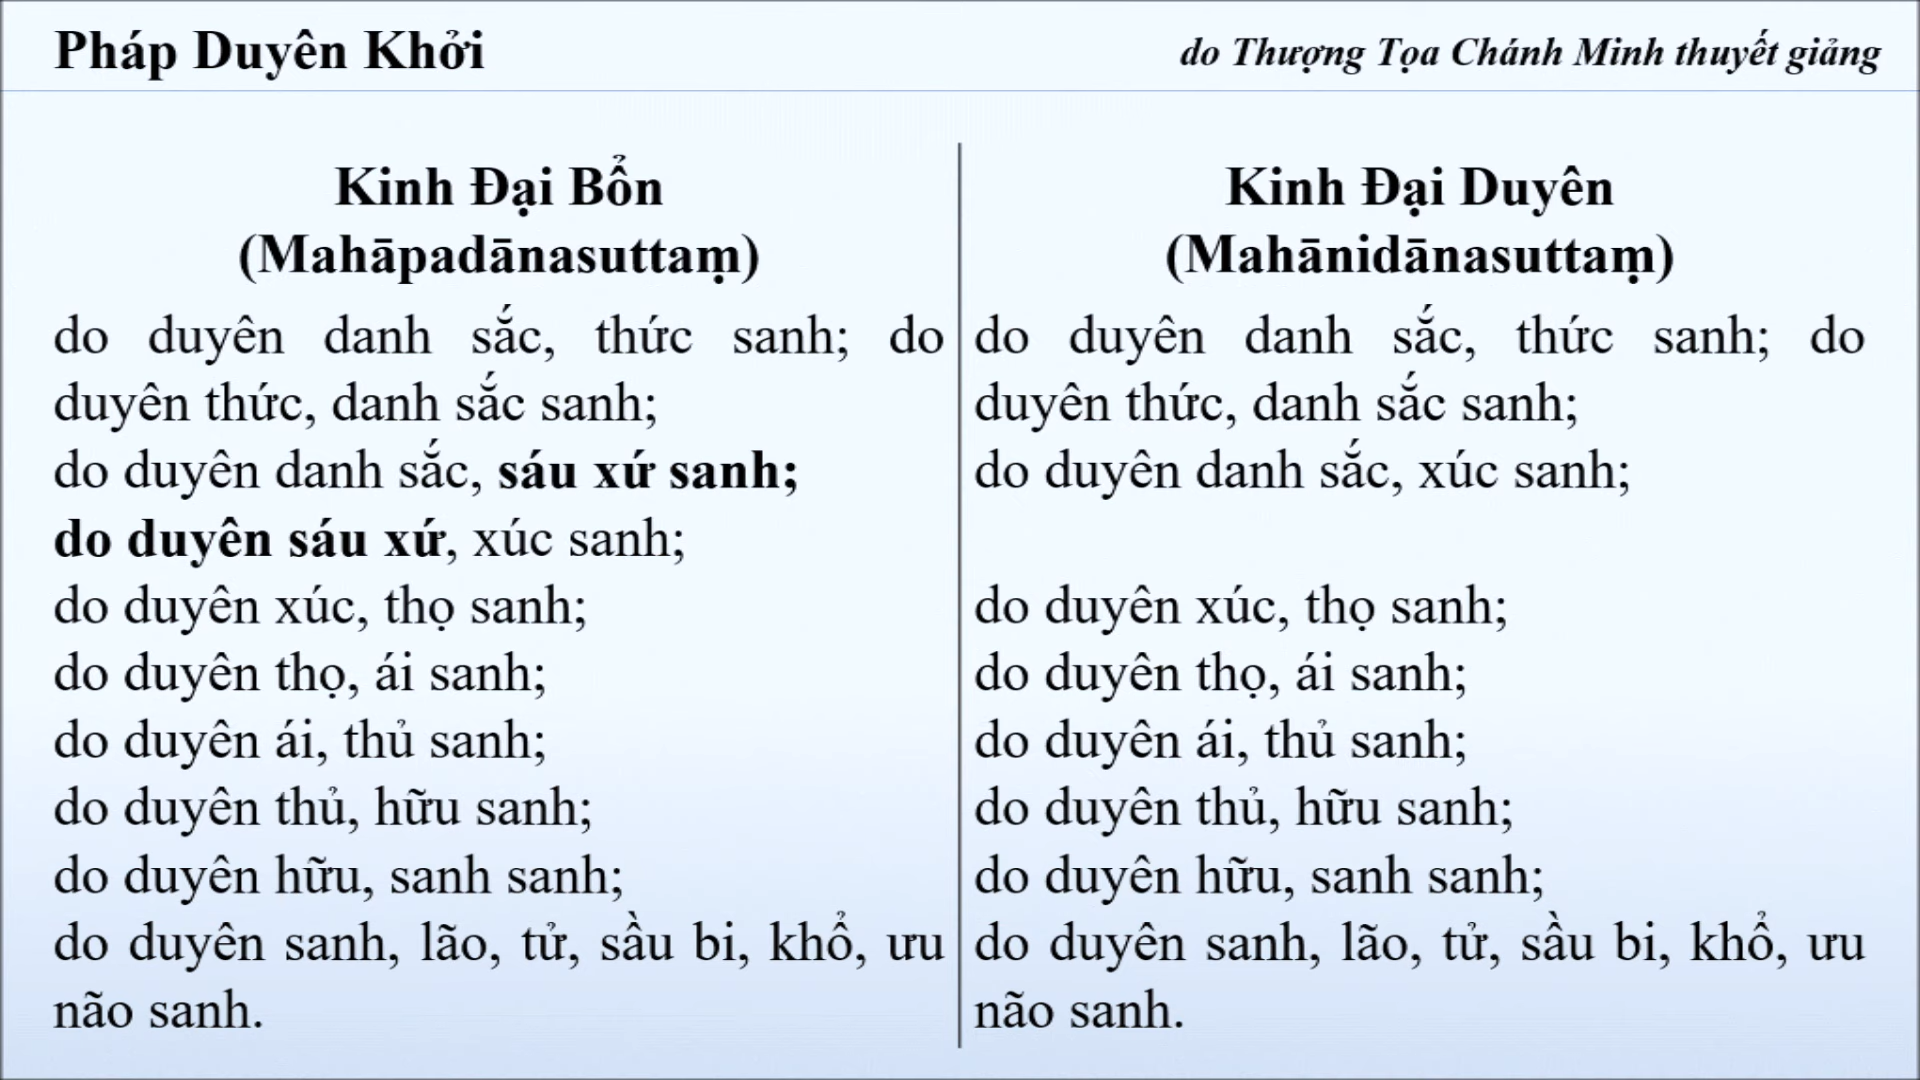 Pháp Duyên Khởi
do Thượng Tọa Chánh Minh thuyết giảng
Kinh Đại Bổn
(Mahāpadānasuttaṃ)
do duyên danh sắc, thức sanh; do
duyên thức, danh sắc sanh;
do duyên danh sắc, sáu xứ sanh;
do duyên sáu xứ, xúc sanh;
do duyên xúc, thọ sanh;
do duyên thọ, ái sanh;
do duyên ái, thủ sanh;
do duyên thủ, hữu sanh;
do duyên hữu, sanh sanh;
do duyên sanh, lão, tử, sầu bi, khổ, ưu
não sanh.
Kinh Đại Duyên
(Mahānidānasuttaṃ)
do duyên danh sắc, thức sanh; do
duyên thức, danh sắc sanh;
do duyên danh sắc, xúc sanh;
do duyên xúc, thọ sanh;
do duyên thọ, ái sanh;
do duyên ái, thủ sanh;
do duyên thủ, hữu sanh;
do duyên hữu, sanh sanh;
do duyên sanh, lão, tử, sầu bi, khổ, ưu
não sanh.